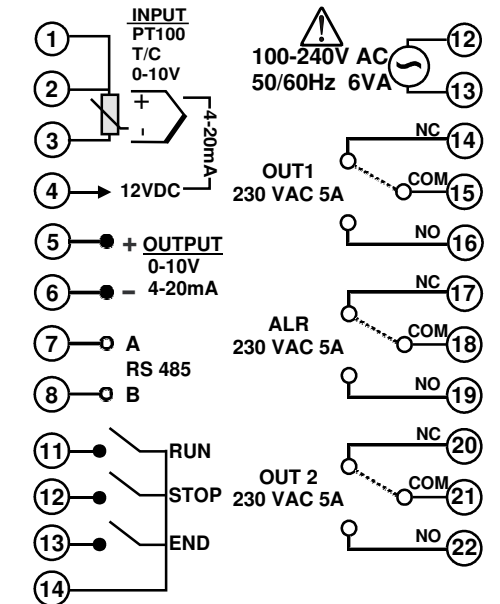 1
INPUT
PT100
T/C
0-10V
2
3
+
-
4-20mA
4
12VDC
5
+ OUTPUT
0-10V
6
- 4-20mA
7
A
RS 485
8
B
11
RUN
12
STOP
13
END
14
100-240V AC
50/60Hz 6VA
12
13
NC
14
OUT1
230 VAC 5A
COM
15
NO
16
NC
17
ALR
230 VAC 5A
COM
18
NO
19
NC
20
OUT 2
230 VAC 5A
COM
21
NO
22